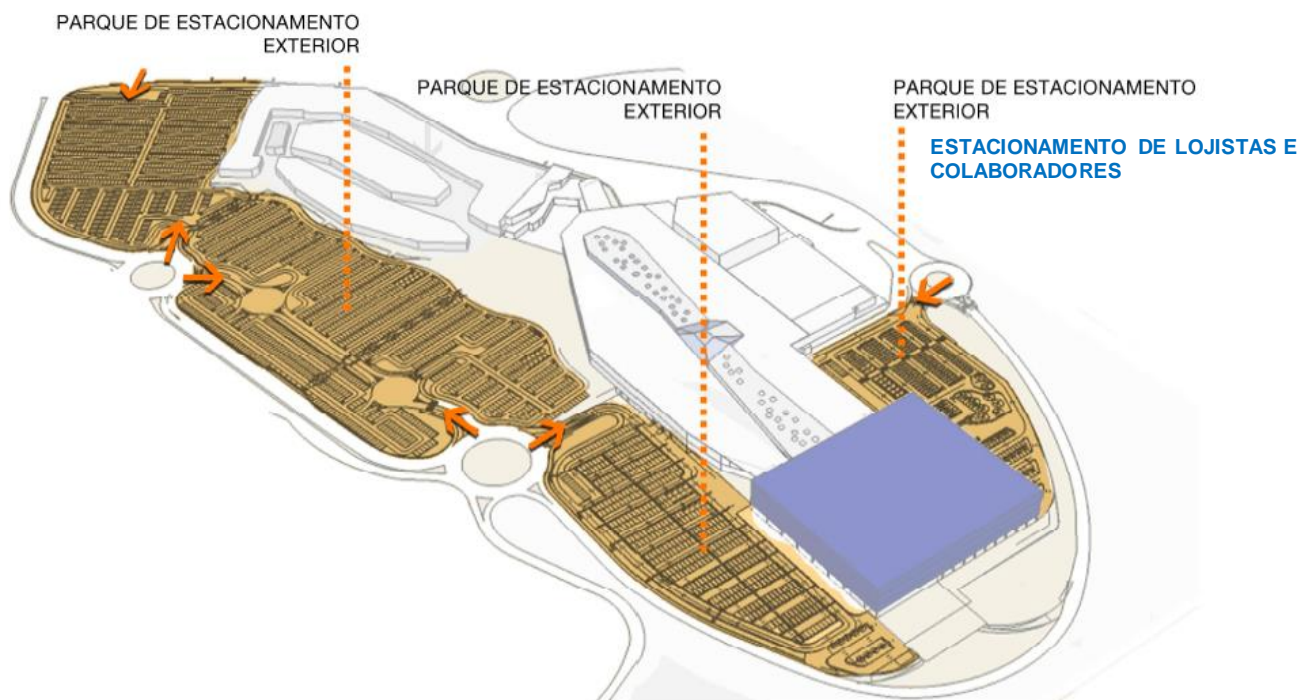 PARQUE DE ESTACIONAMENTO
EXTERIOR
PARQUE DE ESTACIONAMENTO
EXTERIOR
PARQUE DE ESTACIONAMENTO
EXTERIOR
ESTACIONAMENTO DE LOJISTAS E
COLABORADORES